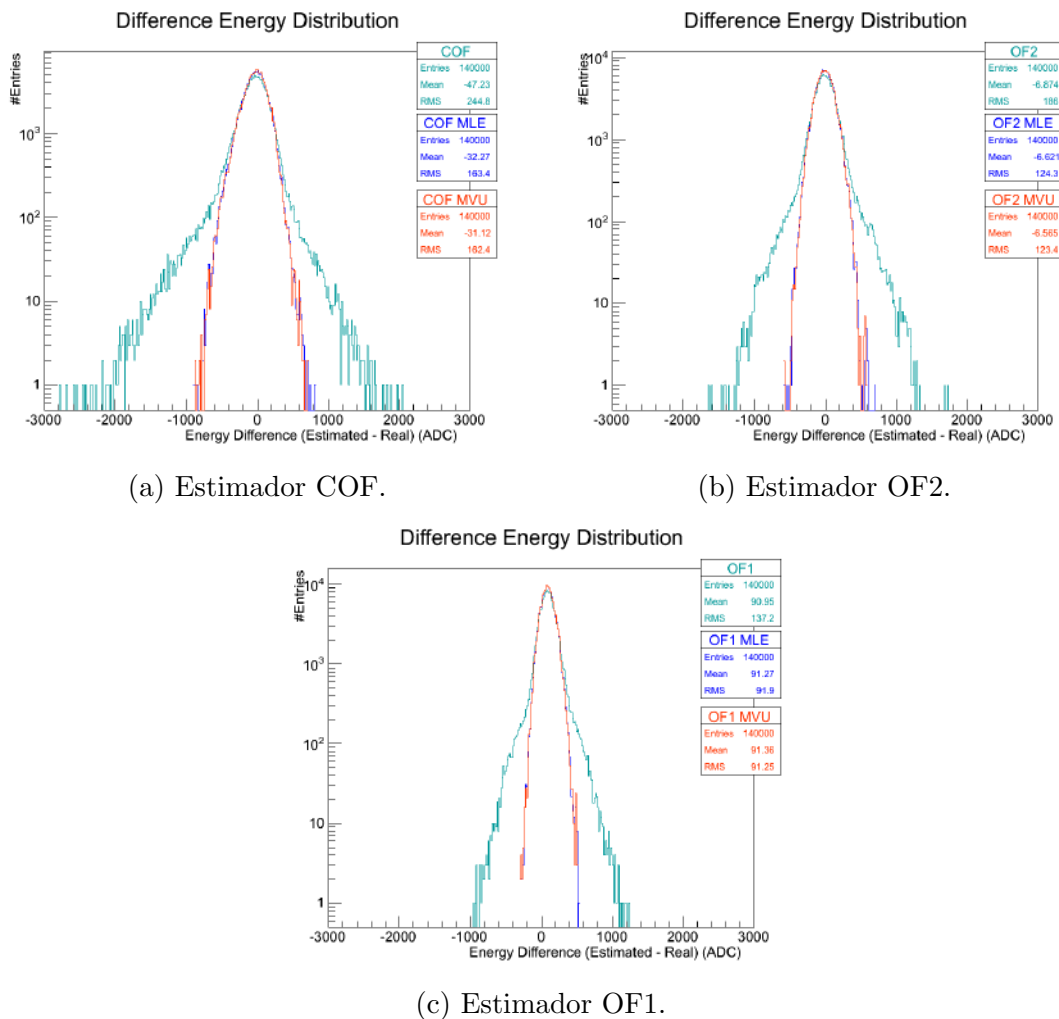 Difference Energy Distribution
#Entries
COF
Entries 140000
Mean -47.23
RMS 244.8
COF MLE
Entries 140000
Mean -32.27
RMS 163.4
COF MVU
Entries 140000
Mean -31.12
RMS 162.4
10³
10²
10
1
-3000 -2000 -1000 0 1000 2000 3000
Energy Difference (Estimated - Real) (ADC)
(a) Estimador COF.
Difference Energy Distribution
#Entries
OF2
Entries 140000
Mean -6.874
RMS 186
OF2 MLE
Entries 140000
Mean -6.621
RMS 124.3
OF2 MVU
Entries 140000
Mean -6.565
RMS 123.4
10⁴
10³
10²
10
1
-3000 -2000 -1000 0 1000 2000 3000
Energy Difference (Estimated - Real) (ADC)
(b) Estimador OF2.
Difference Energy Distribution
#Entries
OF1
Entries 140000
Mean 90.95
RMS 137.2
OF1 MLE
Entries 140000
Mean 91.27
RMS 91.9
OF1 MVU
Entries 140000
Mean 91.36
RMS 91.25
10⁴
10³
10²
10
1
-3000 -2000 -1000 0 1000 2000 3000
Energy Difference (Estimated - Real) (ADC)
(c) Estimador OF1.